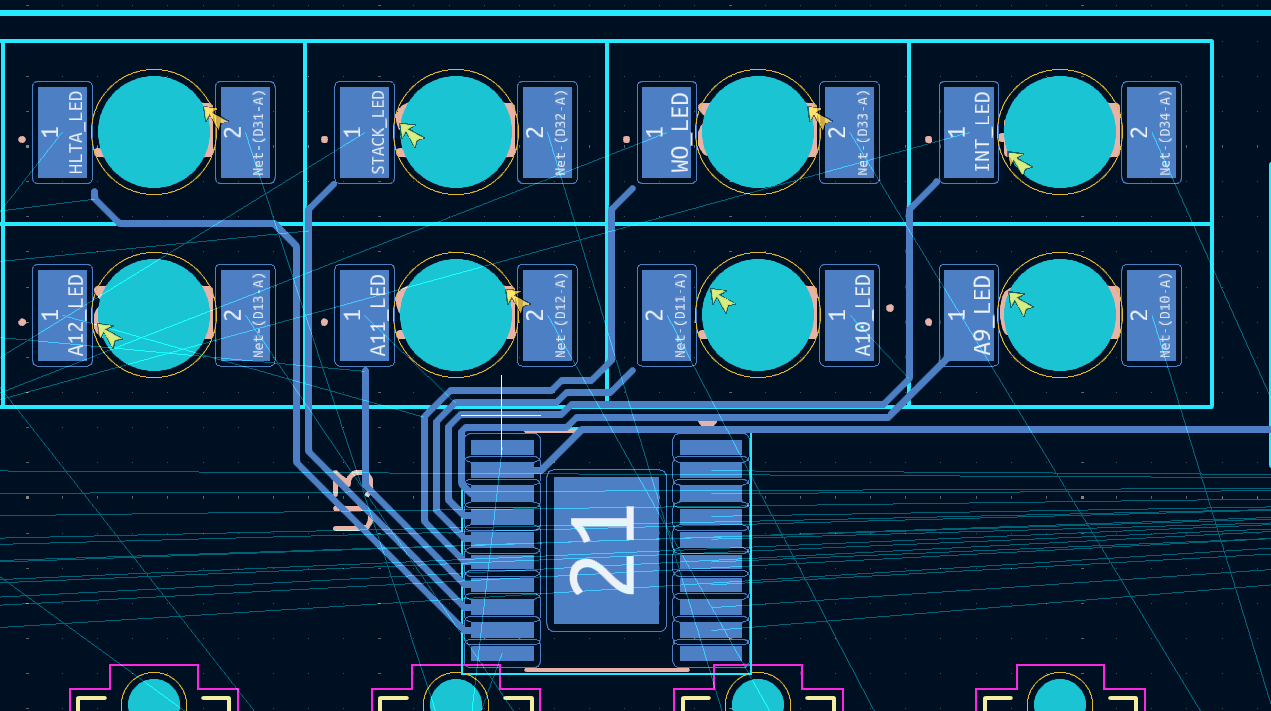 1 HLTA_LED 2 Net-(D31-A) 1 STACK_LED 2 Net-(D32-A) 1 WO_LED 2 Net-(D33-A) 1 INT_LED 2 Net-(D34-A)
1 A12_LED 2 Net-(D13-A) 1 A11_LED 2 Net-(D12-A) 2 Net-(D11-A) 1 A10_LED 1 A9_LED 2 Net-(D10-A)
21